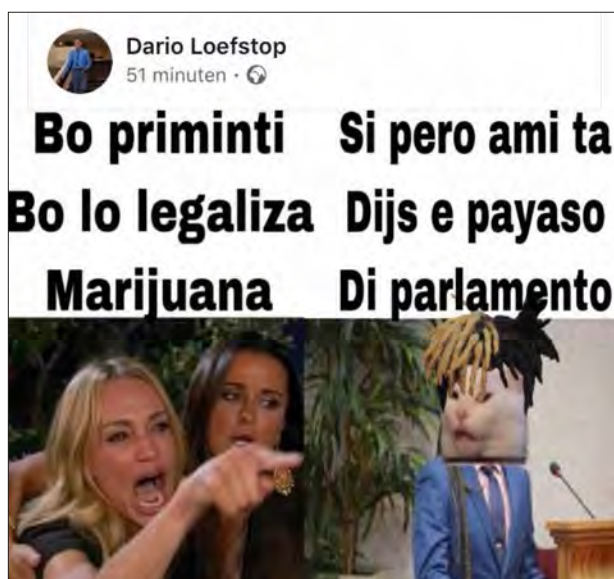 Dario Loefstop
51 minuten ·
Bo priminti
Bo lo legaliza
Marijuana
Si pero ami ta
Dijs e payaso
Di parlamento